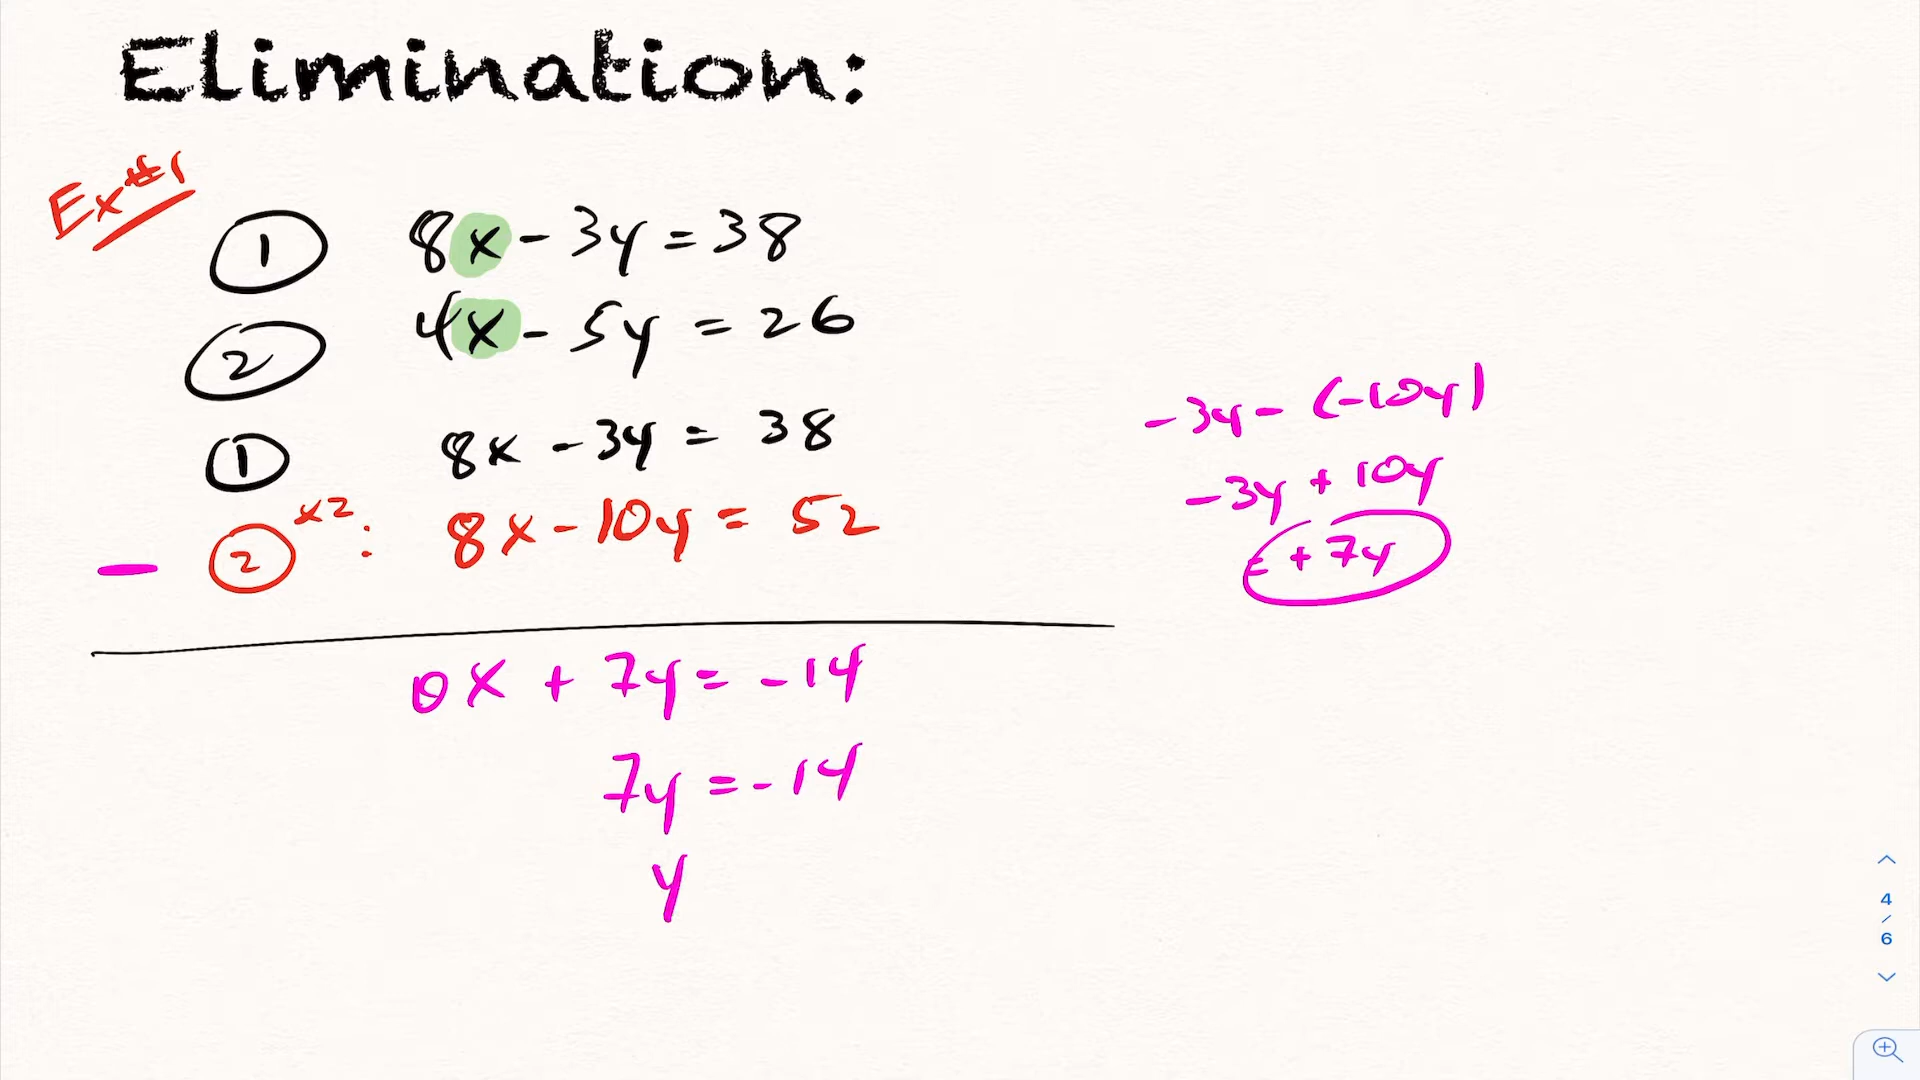 Elimination:
Ex#1
① 8x - 3y = 38
② 4x - 5y = 26
① 8x - 3y = 38
- ② x2 : 8x - 10y = 52
0x + 7y = -14
7y = -14
y
-3y - (-10y)
-3y + 10y
= + 7y
4
/
6